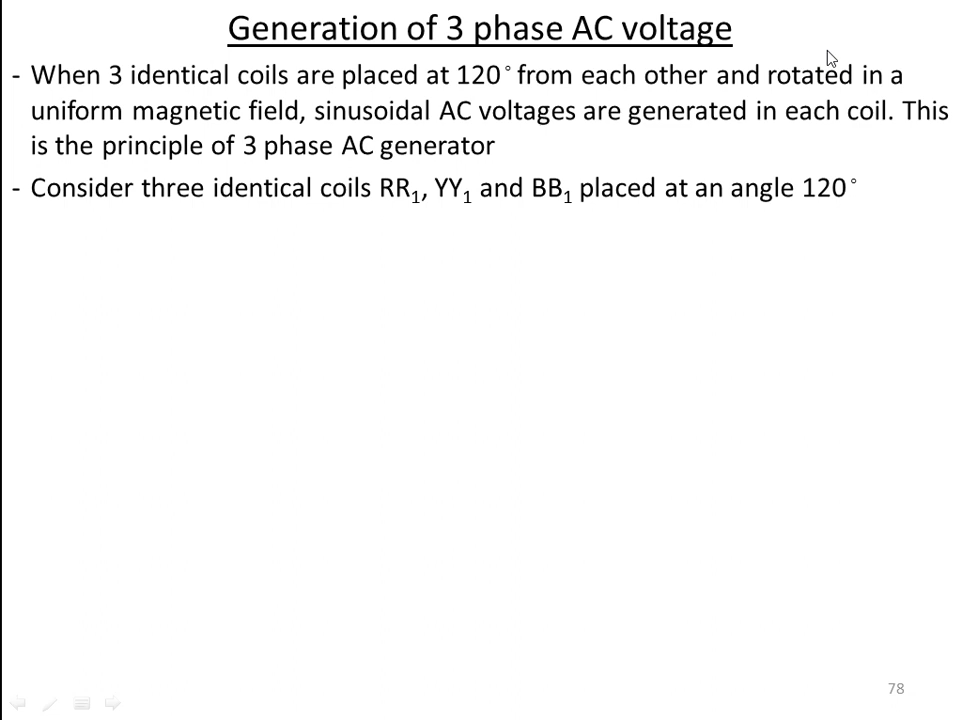 Generation of 3 phase AC voltage
- When 3 identical coils are placed at 120° from each other and rotated in a
uniform magnetic field, sinusoidal AC voltages are generated in each coil. This
is the principle of 3 phase AC generator
- Consider three identical coils RR₁, YY₁ and BB₁ placed at an angle 120°
78